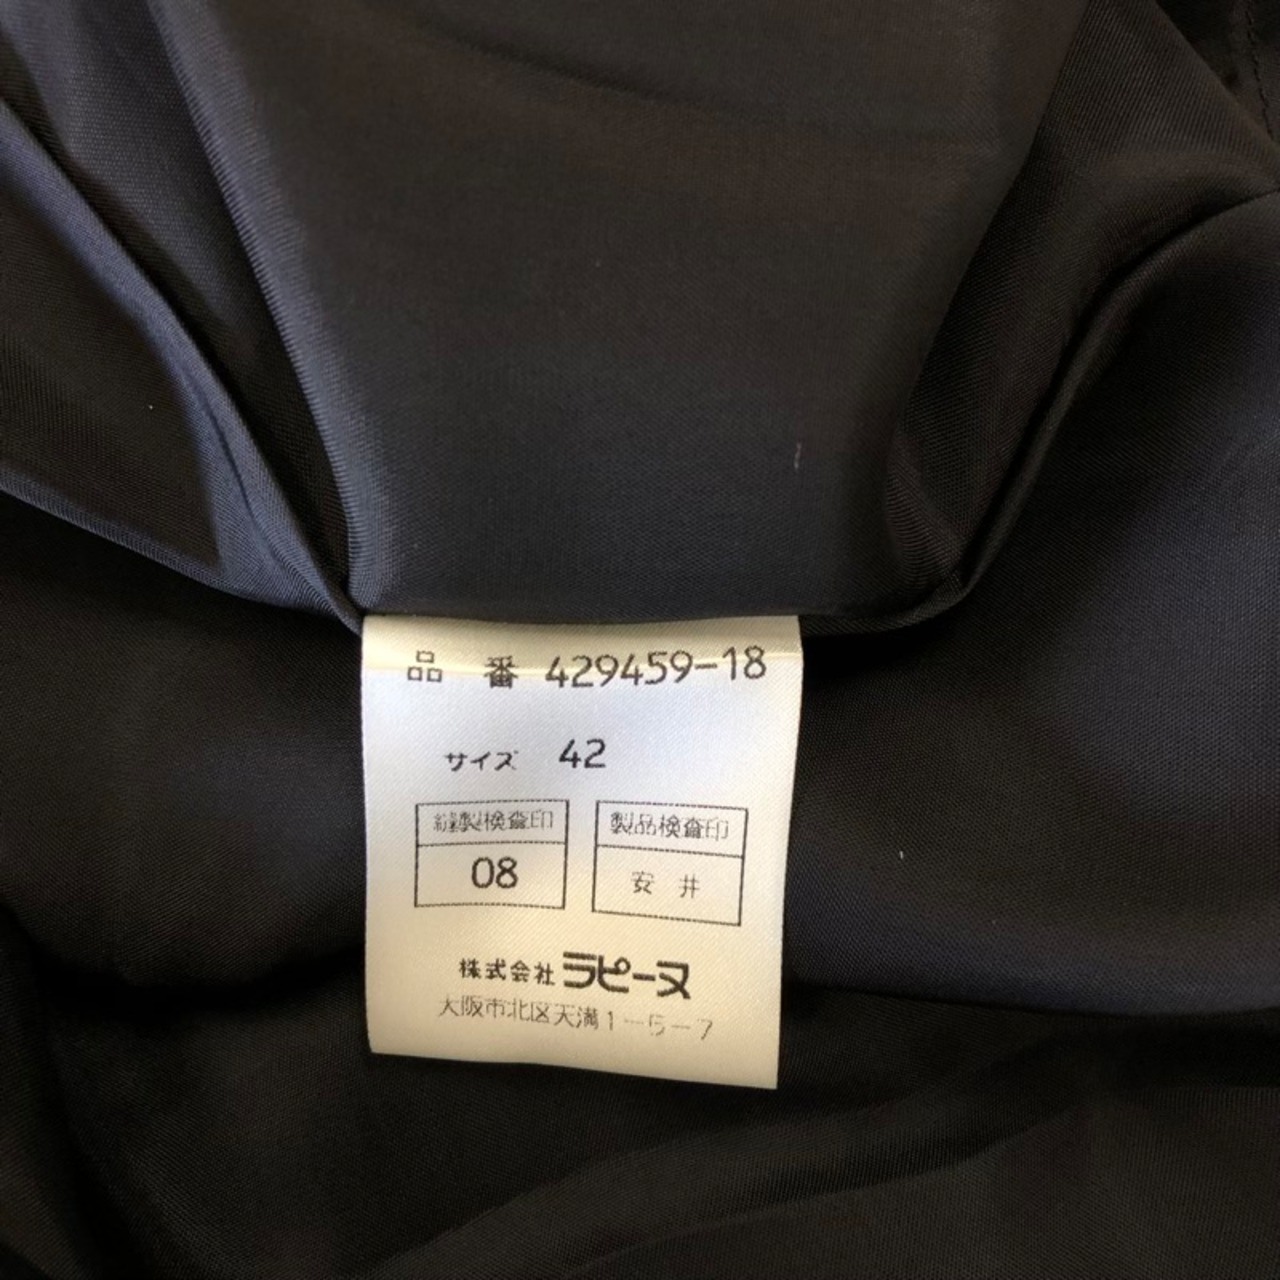 品 番 429459-18
サイズ 42
縫製検査印
08
製品検査印
安 井
株式会社ラピーヌ
大阪市北区天満1-5-7